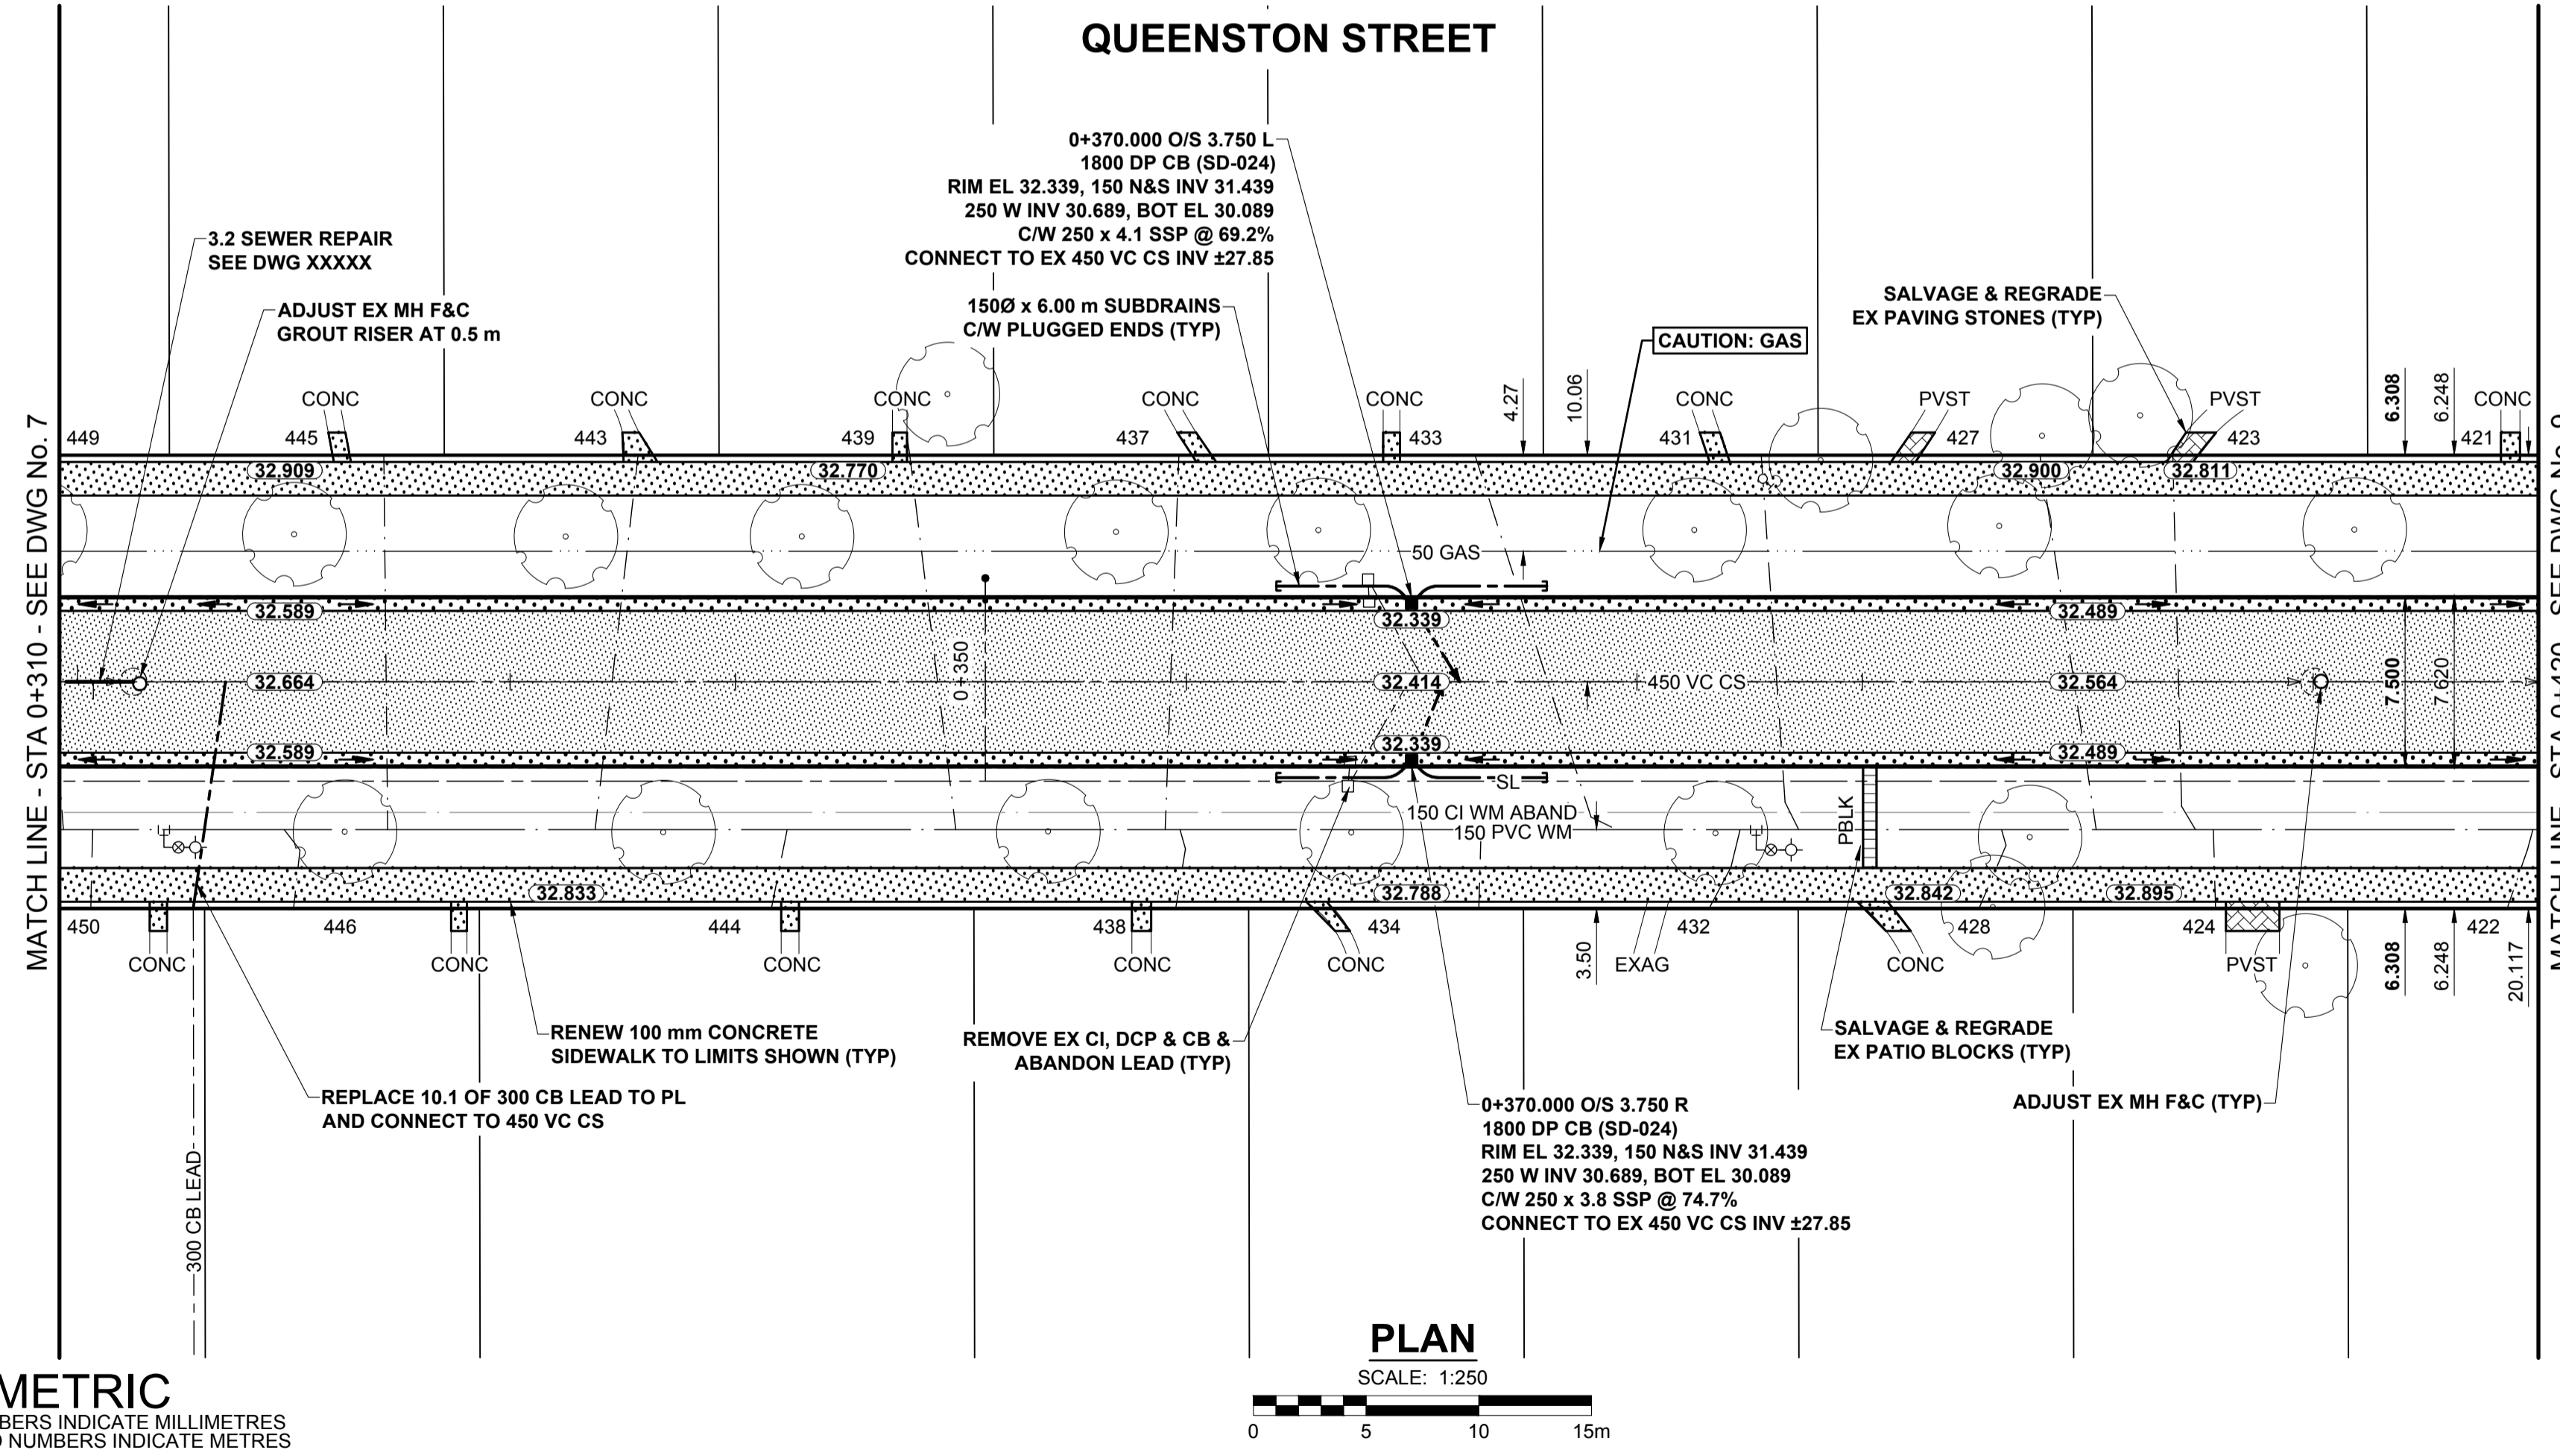 QUEENSTON STREET
0+370.000 O/S 3.750 L
1800 DP CB (SD-024)
RIM EL 32.339, 150 N&S INV 31.439
250 W INV 30.689, BOT EL 30.089
C/W 250 x 4.1 SSP @ 69.2%
CONNECT TO EX 450 VC CS INV ±27.85
3.2 SEWER REPAIR
SEE DWG XXXXX
ADJUST EX MH F&C
GROUT RISER AT 0.5 m
150Ø x 6.00 m SUBDRAINS
C/W PLUGGED ENDS (TYP)
SALVAGE & REGRADE
EX PAVING STONES (TYP)
CAUTION: GAS
CONC
CONC
CONC
CONC
CONC
4.27
10.06
CONC
PVST
PVST
6.308
6.248
CONC
449
445
443
439
437
433
431
427
423
421
32.909
32.770
32.900
32.811
50 GAS
32.589
32.339
32.489
MATCH LINE - STA 0+310 - SEE DWG No. 7
32.664
0+350
32.414
450 VC CS
32.564
7.500
7.620
32.589
32.339
32.489
SL
150 CI WM ABAND
150 PVC WM
PBLK
32.833
32.788
32.842
32.895
450
446
444
438
434
432
428
424
422
CONC
CONC
CONC
CONC
CONC
3.50
EXAG
CONC
PVST
6.308
6.248
20.117
RENEW 100 mm CONCRETE
SIDEWALK TO LIMITS SHOWN (TYP)
REMOVE EX CI, DCP & CB &
ABANDON LEAD (TYP)
SALVAGE & REGRADE
EX PATIO BLOCKS (TYP)
REPLACE 10.1 OF 300 CB LEAD TO PL
AND CONNECT TO 450 VC CS
ADJUST EX MH F&C (TYP)
0+370.000 O/S 3.750 R
1800 DP CB (SD-024)
RIM EL 32.339, 150 N&S INV 31.439
250 W INV 30.689, BOT EL 30.089
C/W 250 x 3.8 SSP @ 74.7%
CONNECT TO EX 450 VC CS INV ±27.85
300 CB LEAD
PLAN
SCALE: 1:250
0 5 10 15m
METRIC
BERS INDICATE MILLIMETRES
NUMBERS INDICATE METRES